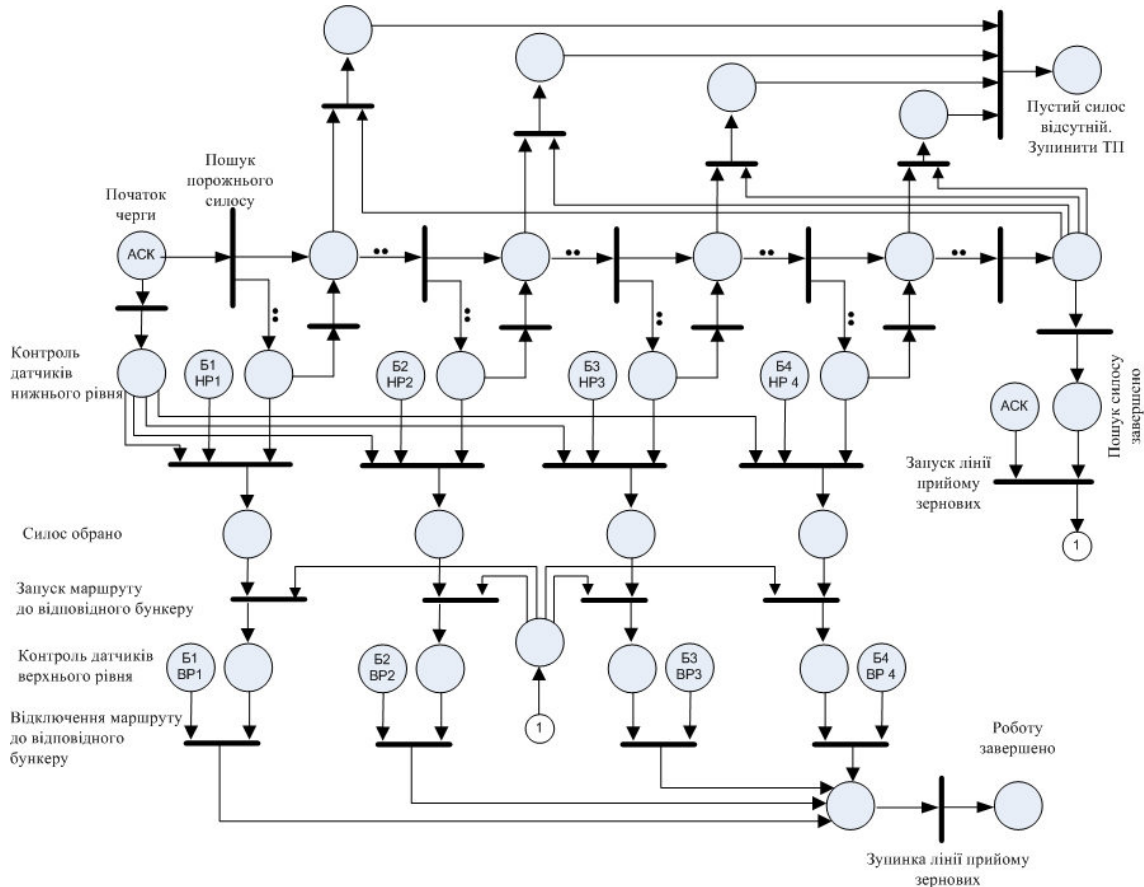 Пустий силос
відсутній.
Зупинити ТП
Пошук
порожнього
силосу
Початок
черги
АСК
Контроль
датчиків
нижнього рівня
Б1
НР1
Б2
НР2
Б3
НР3
Б4
НР 4
АСК
Пошук силосу
завершено
Запуск лінії
прийому
зернових
1
Силос обрано
Запуск маршруту
до відповідного бункеру
Контроль датчиків
верхнього рівня
Б1
ВР1
Б2
ВР2
Б3
ВР3
Б4
ВР 4
1
Відключення маршруту
до відповідного
бункеру
Роботу
завершено
Зупинка лінії прийому
зернових